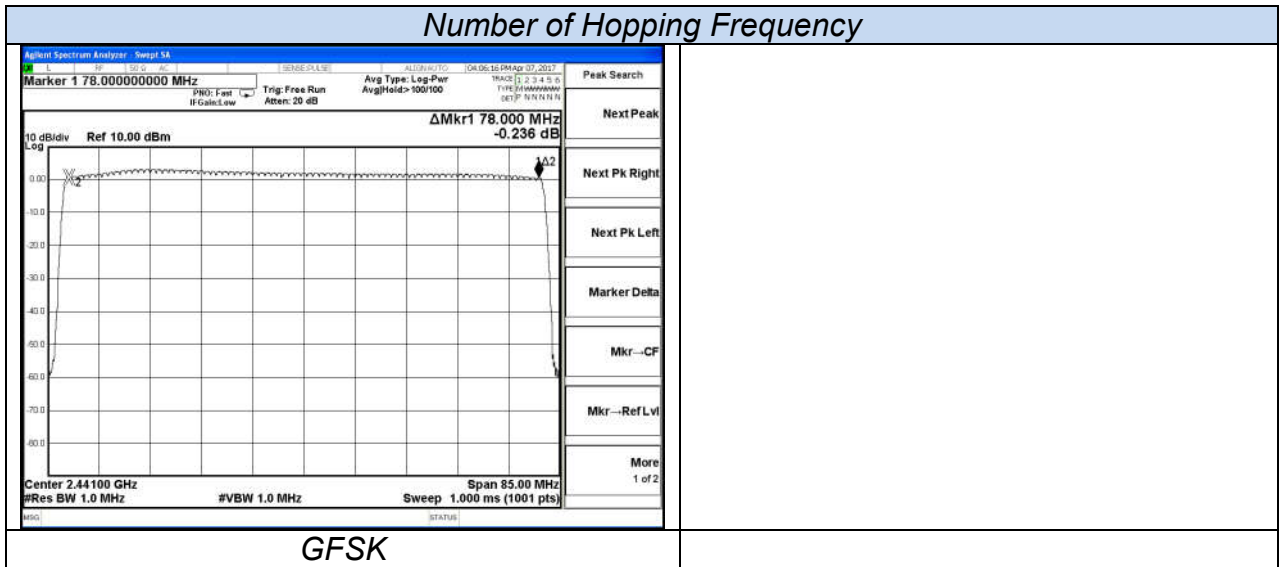 Number of Hopping Frequency
Agilent Spectrum Analyzer - Swept SA
L RF 50 Ω AC SENSE:PULSE ALIGN AUTO 04:06:16 PM Apr 07, 2017
Marker 1 78.000000000 MHz
PNO: Fast
IFGain:Low
Trig: Free Run
Atten: 20 dB
Avg Type: Log-Pwr
Avg|Hold:>100/100
TRACE 1 2 3 4 5 6
TYPE M
DET P N N N N N
Peak Search
ΔMkr1 78.000 MHz
-0.236 dB
10 dB/div Ref 10.00 dBm
Log
1Δ2
2
0.00
-10.0
-20.0
-30.0
-40.0
-50.0
-60.0
-70.0
-80.0
Center 2.44100 GHz
Span 85.00 MHz
#Res BW 1.0 MHz
#VBW 1.0 MHz
Sweep 1.000 ms (1001 pts)
MSG
STATUS
Next Peak
Next Pk Right
Next Pk Left
Marker Delta
Mkr→CF
Mkr→Ref Lvl
More
1 of 2
GFSK